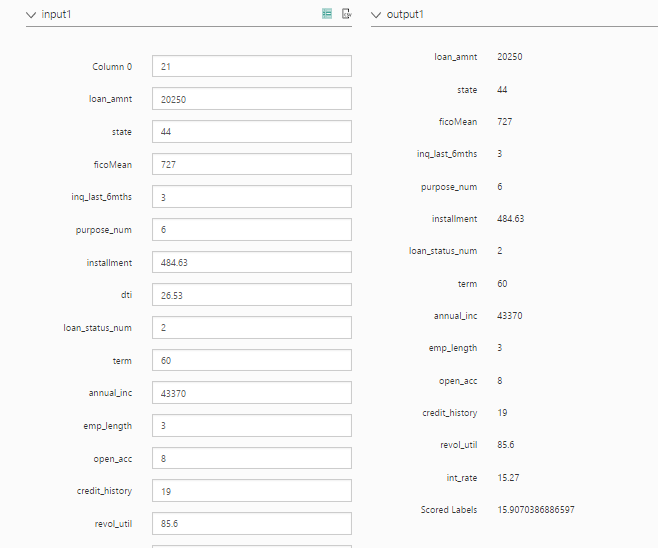 input1
Column 0 21
loan_amnt 20250
state 44
ficoMean 727
inq_last_6mths 3
purpose_num 6
installment 484.63
dti 26.53
loan_status_num 2
term 60
annual_inc 43370
emp_length 3
open_acc 8
credit_history 19
revol_util 85.6
output1
loan_amnt 20250
state 44
ficoMean 727
inq_last_6mths 3
purpose_num 6
installment 484.63
loan_status_num 2
term 60
annual_inc 43370
emp_length 3
open_acc 8
credit_history 19
revol_util 85.6
int_rate 15.27
Scored Labels 15.9070386886597